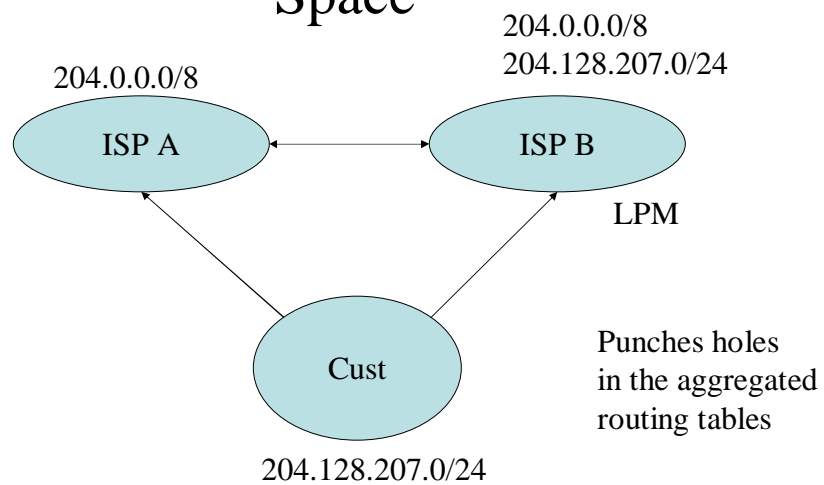 Space
204.0.0.0/8
204.128.207.0/24
204.0.0.0/8
ISP A
ISP B
LPM
Cust
Punches holes
in the aggregated
routing tables
204.128.207.0/24